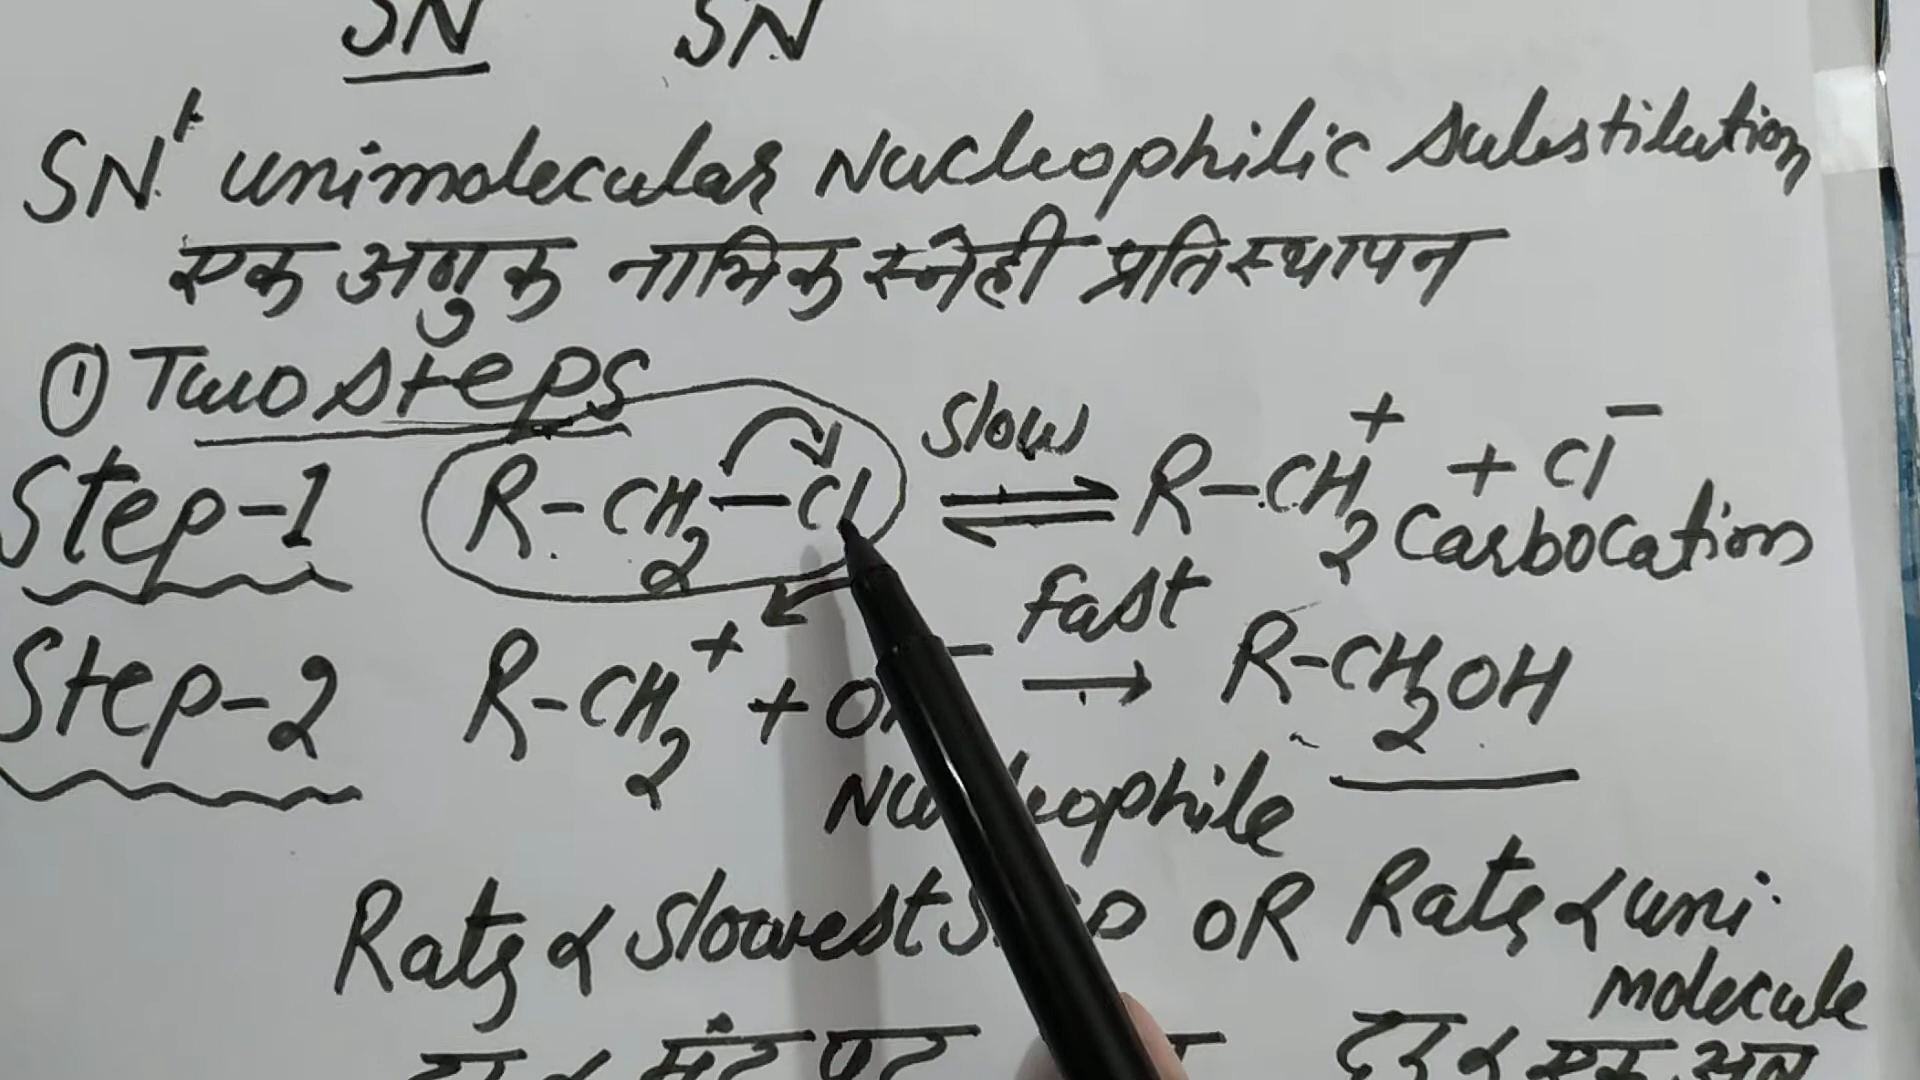 SN SN
SN¹ unimolecular Nucleophilic Substitution
एक अणुक नाभिक स्नेही प्रतिस्थापन
① Two Steps
Step-1 R-CH₂-Cl Slow ⇌ R-CH₂⁺ + Cl⁻
Carbocation
Step-2 R-CH₂⁺ + Fast → R-CH₂OH
Nucleophile
Rate ∝ Slowest OR Rate ∝ uni.
molecule